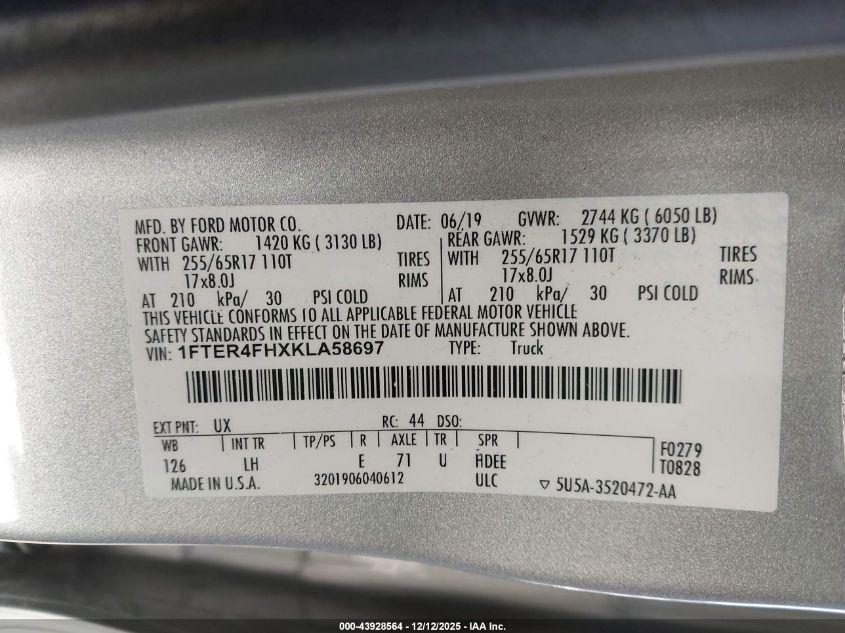 MFD. BY FORD MOTOR CO. DATE: 06/19 GVWR: 2744 KG ( 6050 LB)
FRONT GAWR: 1420 KG ( 3130 LB) REAR GAWR: 1529 KG ( 3370 LB)
WITH 255/65R17 110T TIRES WITH 255/65R17 110T TIRES
17x8.0J RIMS 17x8.0J RIMS
AT 210 kPa/ 30 PSI COLD AT 210 kPa/ 30 PSI COLD
THIS VEHICLE CONFORMS TO ALL APPLICABLE FEDERAL MOTOR VEHICLE
SAFETY STANDARDS IN EFFECT ON THE DATE OF MANUFACTURE SHOWN ABOVE.
VIN: 1FTER4FHXKLA58697 TYPE: Truck
EXT PNT: UX RC: 44 DSO:
WB INT TR TP/PS R AXLE TR SPR F0279
126 LH E 71 U HDEE T0828
MADE IN U.S.A. 3201906040612 ULC ▽ 5U5A-3520472-AA
000-43928564 - 12/12/2025 - IAA Inc.